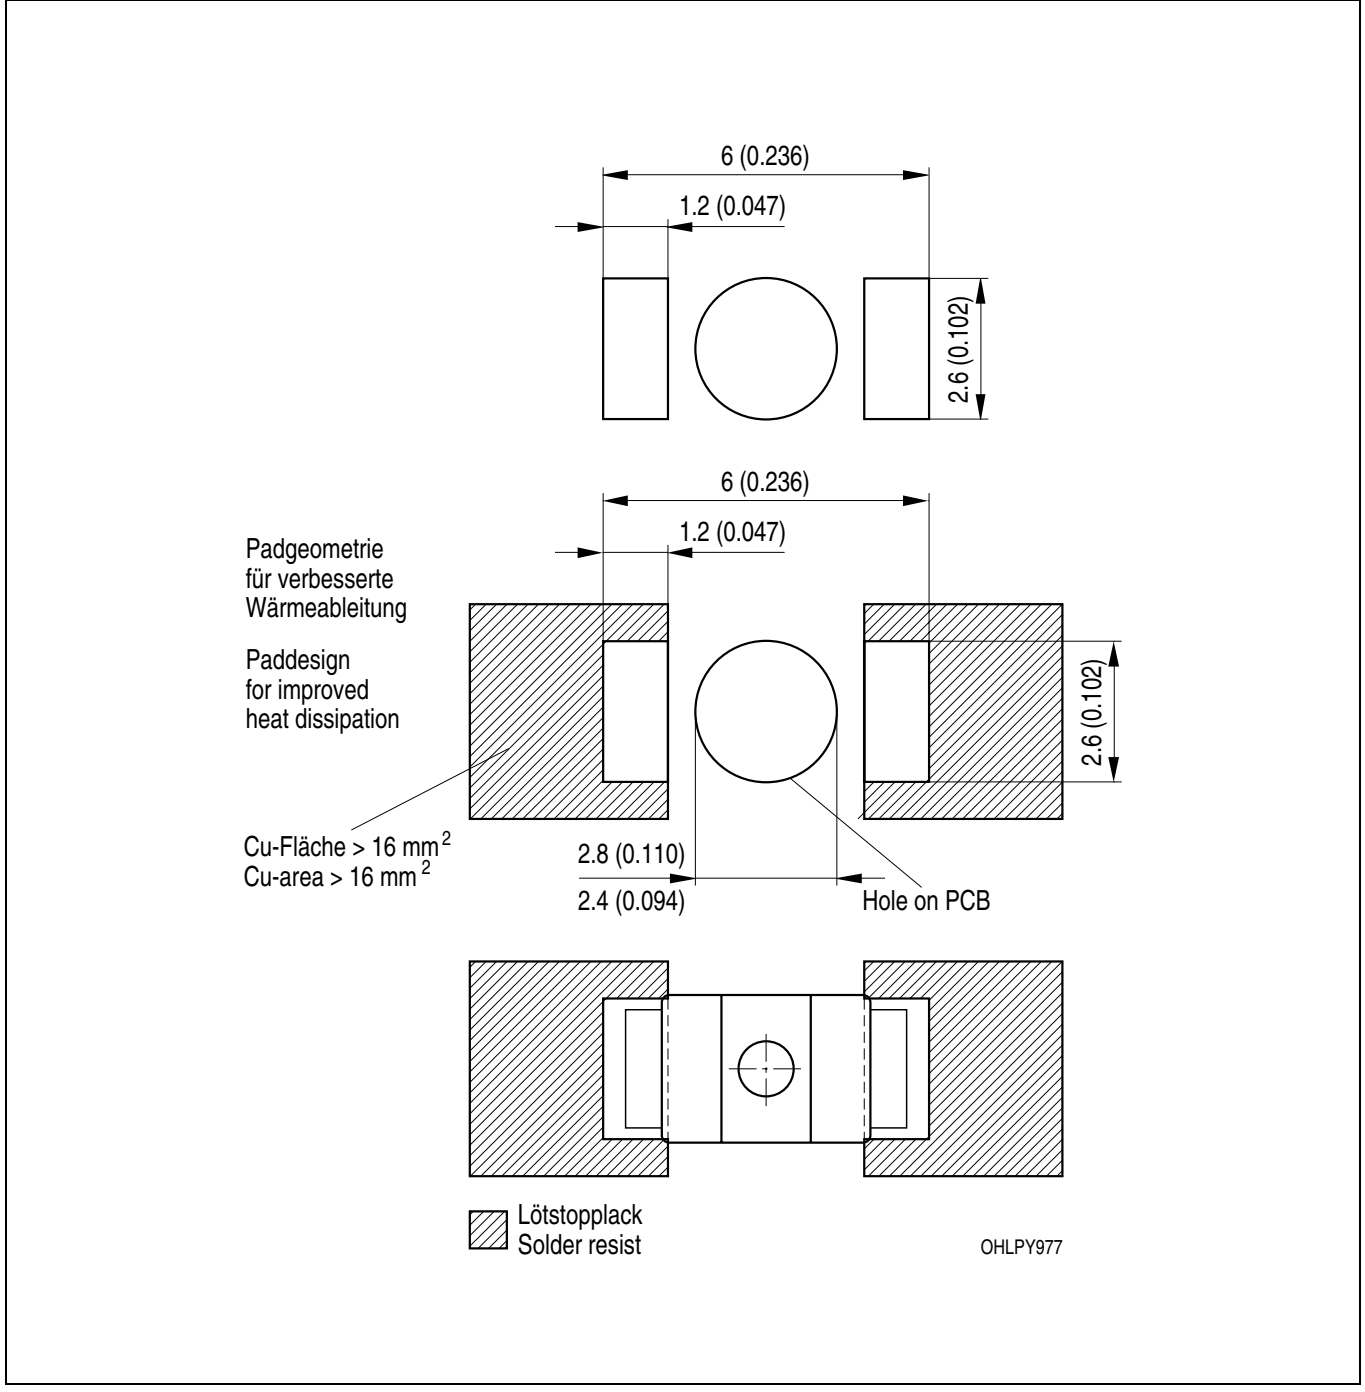 6 (0.236)
1.2 (0.047)
2.6 (0.102)
6 (0.236)
1.2 (0.047)
Padgeometrie
für verbesserte
Wärmeableitung
Paddesign
for improved
heat dissipation
2.6 (0.102)
Cu-Fläche > 16 mm²
Cu-area > 16 mm²
2.8 (0.110)
2.4 (0.094)
Hole on PCB
Lötstopplack
Solder resist
OHLPY977